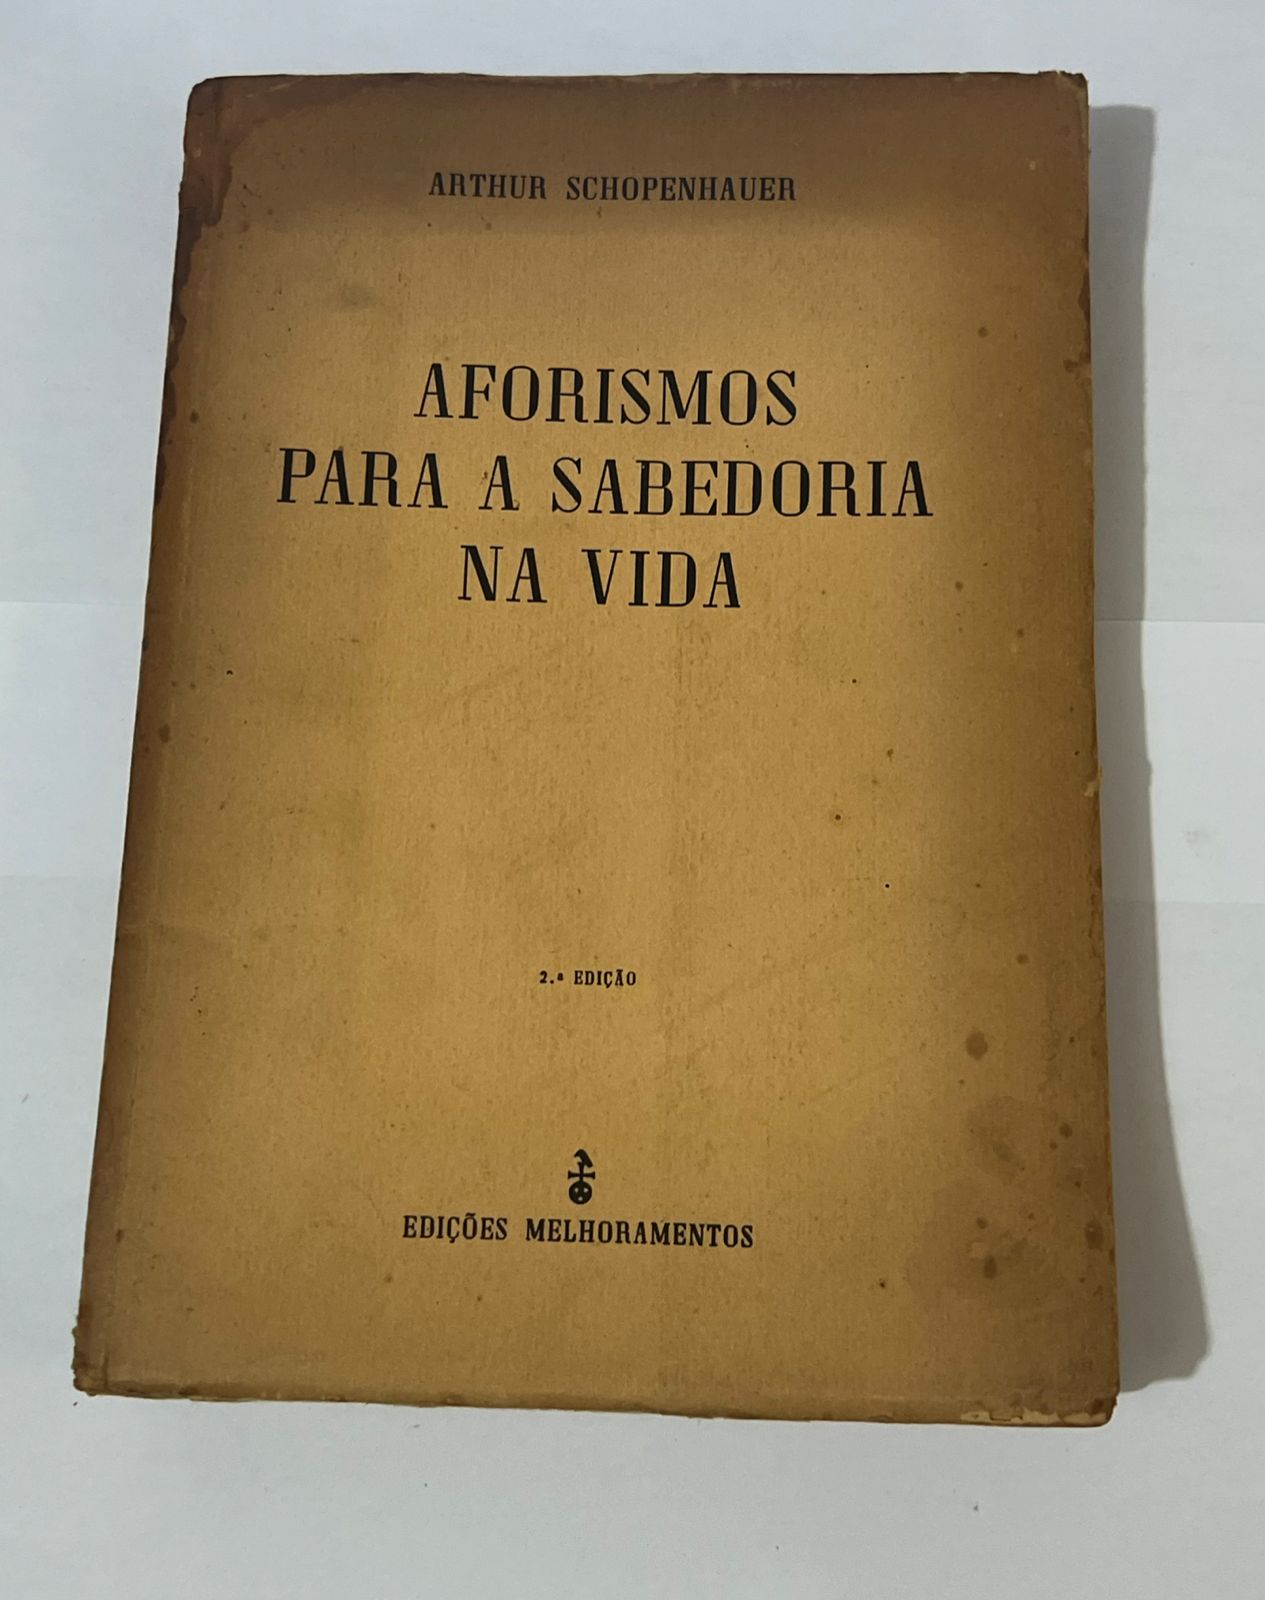 ARTHUR SCHOPENHAUER
AFORISMOS
PARA A SABEDORIA
NA VIDA
2.ª EDIÇÃO
EDIÇÕES MELHORAMENTOS